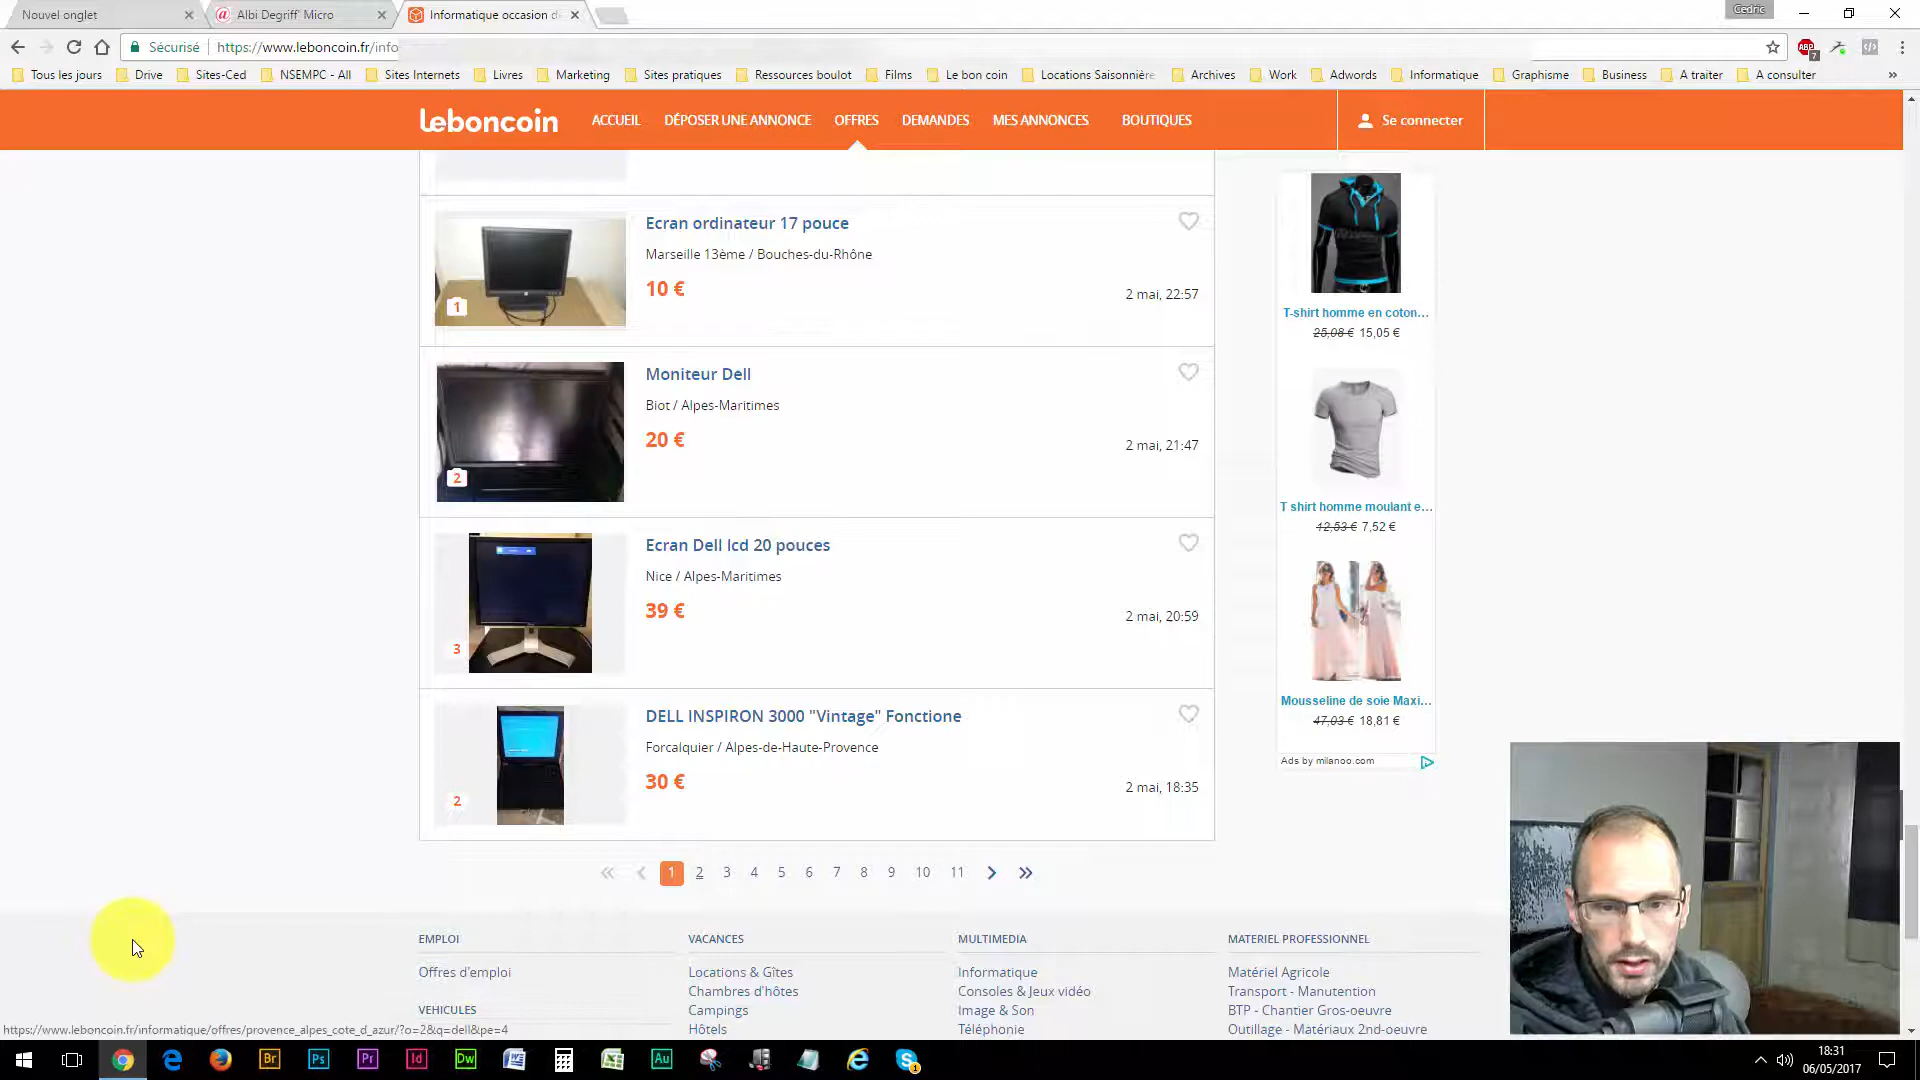 Nouvel onglet
Albi Degriff' Micro
Informatique occasion d
Cedric
Sécurisé
https://www.leboncoin.fr/info
ABP
7
Tous les jours
Drive
Sites-Ced
NSEMPC - All
Sites Internets
Livres
Marketing
Sites pratiques
Ressources boulot
Films
Le bon coin
Locations Saisonnière
Archives
Work
Adwords
Informatique
Graphisme
Business
A traiter
A consulter
»
leboncoin
ACCUEIL
DÉPOSER UNE ANNONCE
OFFRES
DEMANDES
MES ANNONCES
BOUTIQUES
Se connecter
Ecran ordinateur 17 pouce
Marseille 13ème / Bouches-du-Rhône
10 €
2 mai, 22:57
1
Moniteur Dell
Biot / Alpes-Maritimes
20 €
2 mai, 21:47
2
Ecran Dell lcd 20 pouces
Nice / Alpes-Maritimes
39 €
2 mai, 20:59
3
DELL INSPIRON 3000 "Vintage" Fonctione
Forcalquier / Alpes-de-Haute-Provence
30 €
2 mai, 18:35
2
T-shirt homme en coton...
25,08 € 15,05 €
T shirt homme moulant e...
12,53 € 7,52 €
Mousseline de soie Maxi...
47,03 € 18,81 €
Ads by milanoo.com
« ‹ 1 2 3 4 5 6 7 8 9 10 11 › »
EMPLOI
Offres d'emploi
VEHICULES
VACANCES
Locations & Gîtes
Chambres d'hôtes
Campings
Hôtels
MULTIMEDIA
Informatique
Consoles & Jeux vidéo
Image & Son
Téléphonie
MATERIEL PROFESSIONNEL
Matériel Agricole
Transport - Manutention
BTP - Chantier Gros-oeuvre
Outillage - Matériaux 2nd-oeuvre
https://www.leboncoin.fr/informatique/offres/provence_alpes_cote_d_azur/?o=2&q=dell&pe=4
Br
Ps
Pr
Id
Dw
Au
1
18:31
06/05/2017